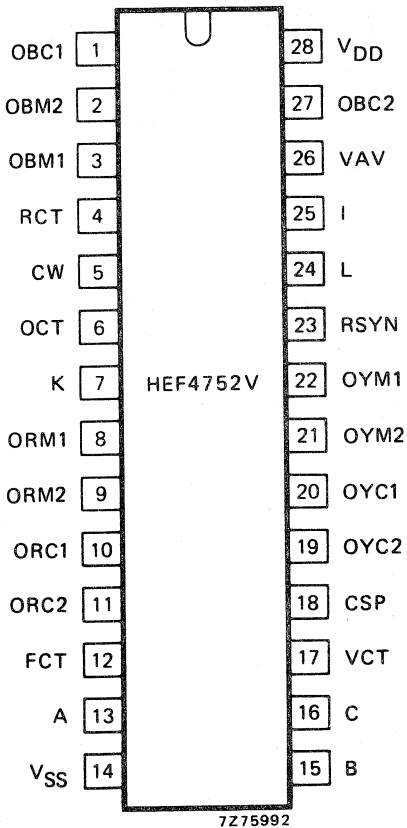 OBC1 1 28 VDD
OBM2 2 27 OBC2
OBM1 3 26 VAV
RCT 4 25 I
CW 5 24 L
OCT 6 23 RSYN
K 7 HEF4752V 22 OYM1
ORM1 8 21 OYM2
ORM2 9 20 OYC1
ORC1 10 19 OYC2
ORC2 11 18 CSP
FCT 12 17 VCT
A 13 16 C
VSS 14 15 B
7Z75992